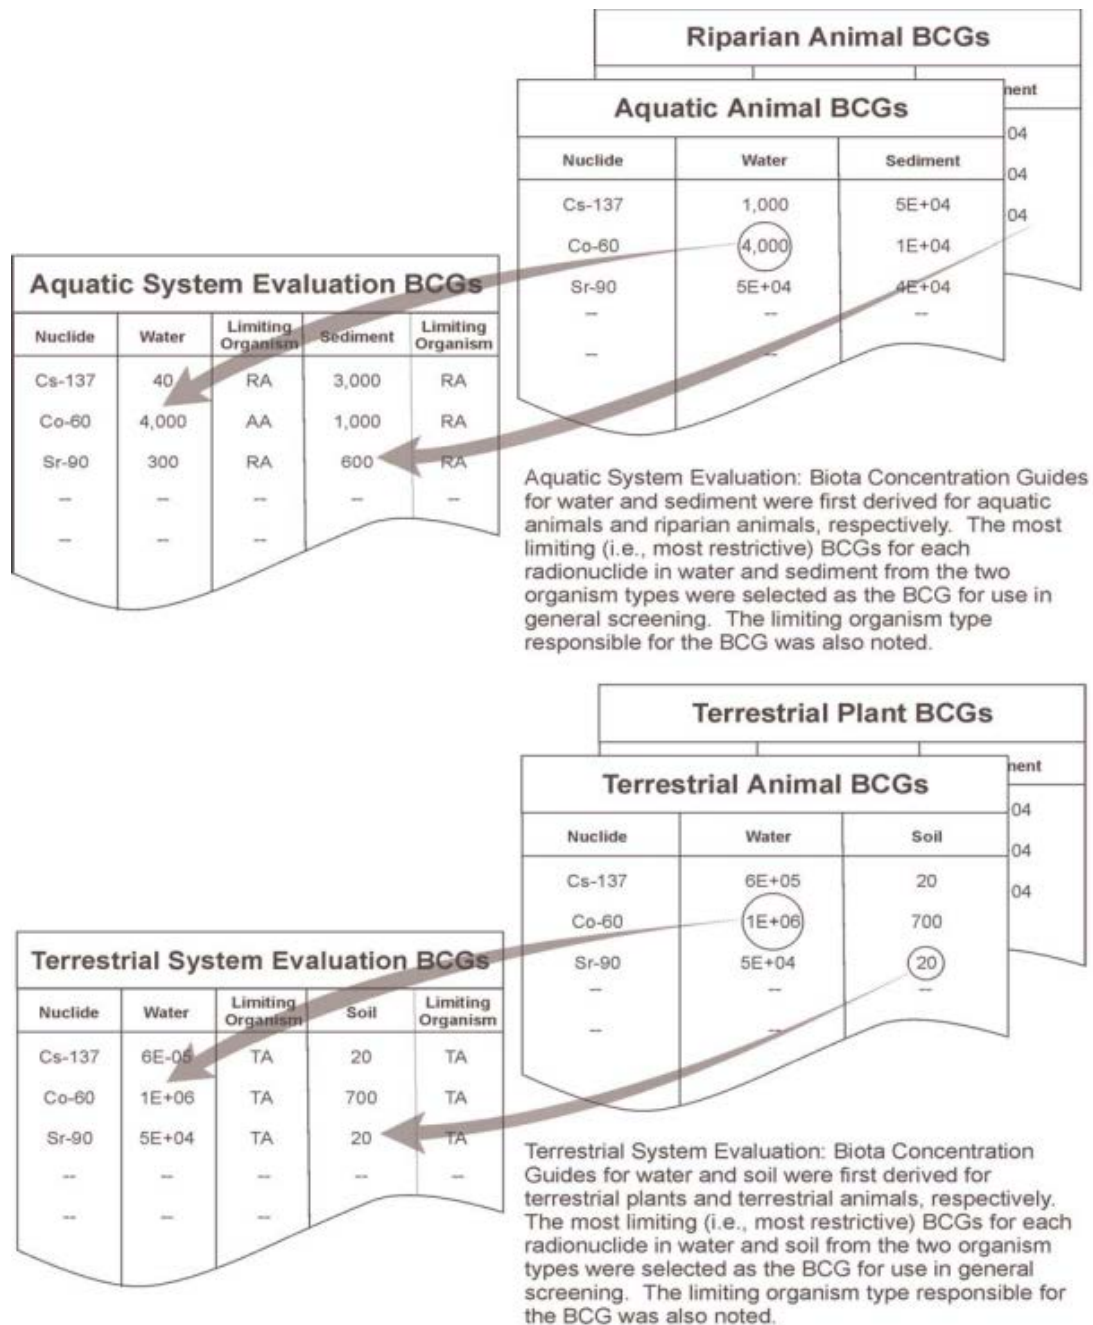 Riparian Animal BCGs
nent
04
04
04
Aquatic Animal BCGs
Nuclide Water Sediment
Cs-137 1,000 5E+04
Co-60 4,000 1E+04
Sr-90 5E+04 4E+04
-- -- --
-- --
Aquatic System Evaluation BCGs
Nuclide Water Limiting Organism Sediment Limiting Organism
Cs-137 40 RA 3,000 RA
Co-60 4,000 AA 1,000 RA
Sr-90 300 RA 600 RA
-- -- -- -- --
-- -- --
Aquatic System Evaluation: Biota Concentration Guides
for water and sediment were first derived for aquatic
animals and riparian animals, respectively. The most
limiting (i.e., most restrictive) BCGs for each
radionuclide in water and sediment from the two
organism types were selected as the BCG for use in
general screening. The limiting organism type
responsible for the BCG was also noted.
Terrestrial Plant BCGs
nent
04
04
04
Terrestrial Animal BCGs
Nuclide Water Soil
Cs-137 6E+05 20
Co-60 1E+06 700
Sr-90 5E+04 20
-- -- --
-- --
Terrestrial System Evaluation BCGs
Nuclide Water Limiting Organism Soil Limiting Organism
Cs-137 6E-05 TA 20 TA
Co-60 1E+06 TA 700 TA
Sr-90 5E+04 TA 20 TA
-- -- -- -- --
-- -- --
Terrestrial System Evaluation: Biota Concentration
Guides for water and soil were first derived for
terrestrial plants and terrestrial animals, respectively.
The most limiting (i.e., most restrictive) BCGs for each
radionuclide in water and soil from the two organism
types were selected as the BCG for use in general
screening. The limiting organism type responsible for
the BCG was also noted.